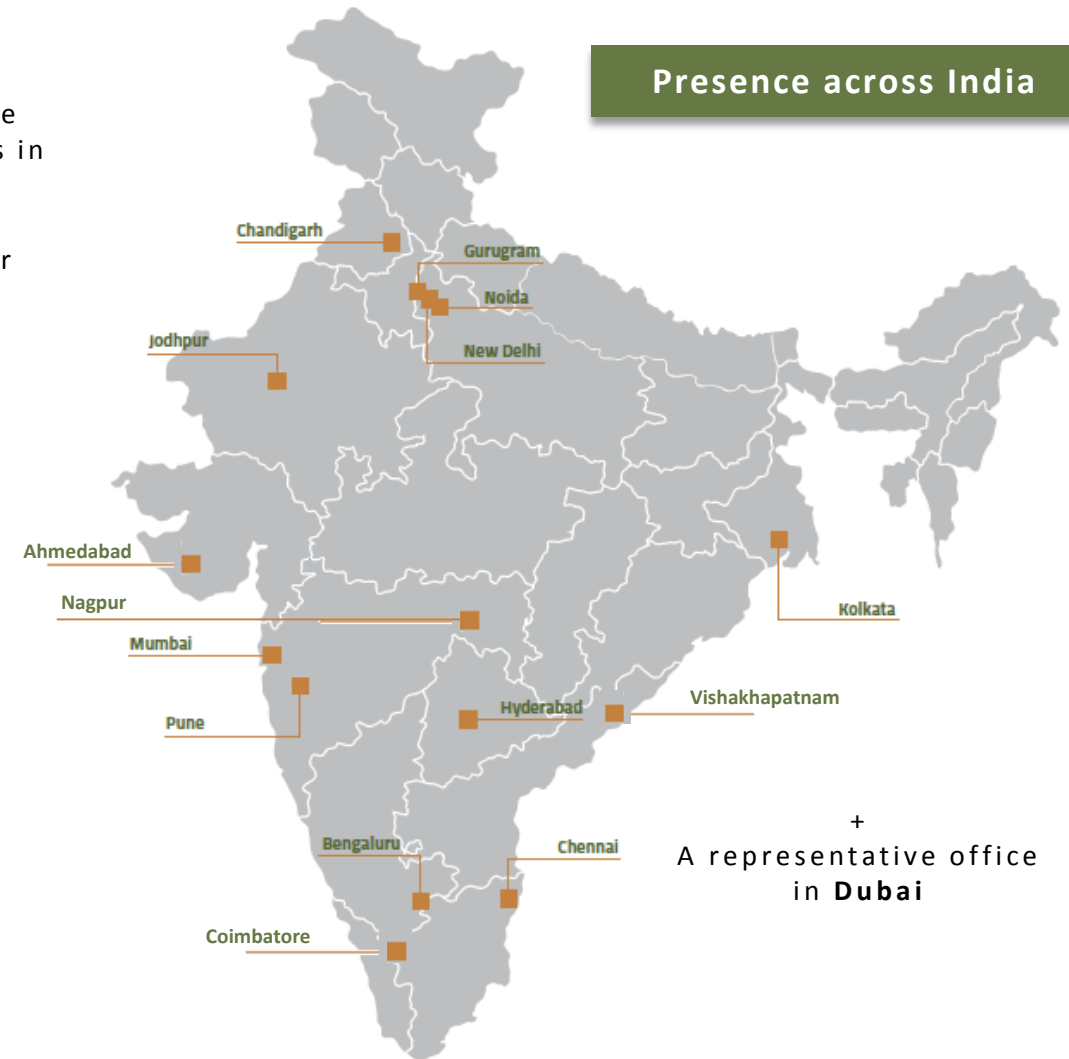 Presence across India
e
s in
r
Chandigarh
Gurugram
Noida
New Delhi
Jodhpur
Ahmedabad
Nagpur
Mumbai
Pune
Kolkata
Hyderabad
Vishakhapatnam
Bengaluru
Chennai
Coimbatore
+
A representative office
in Dubai